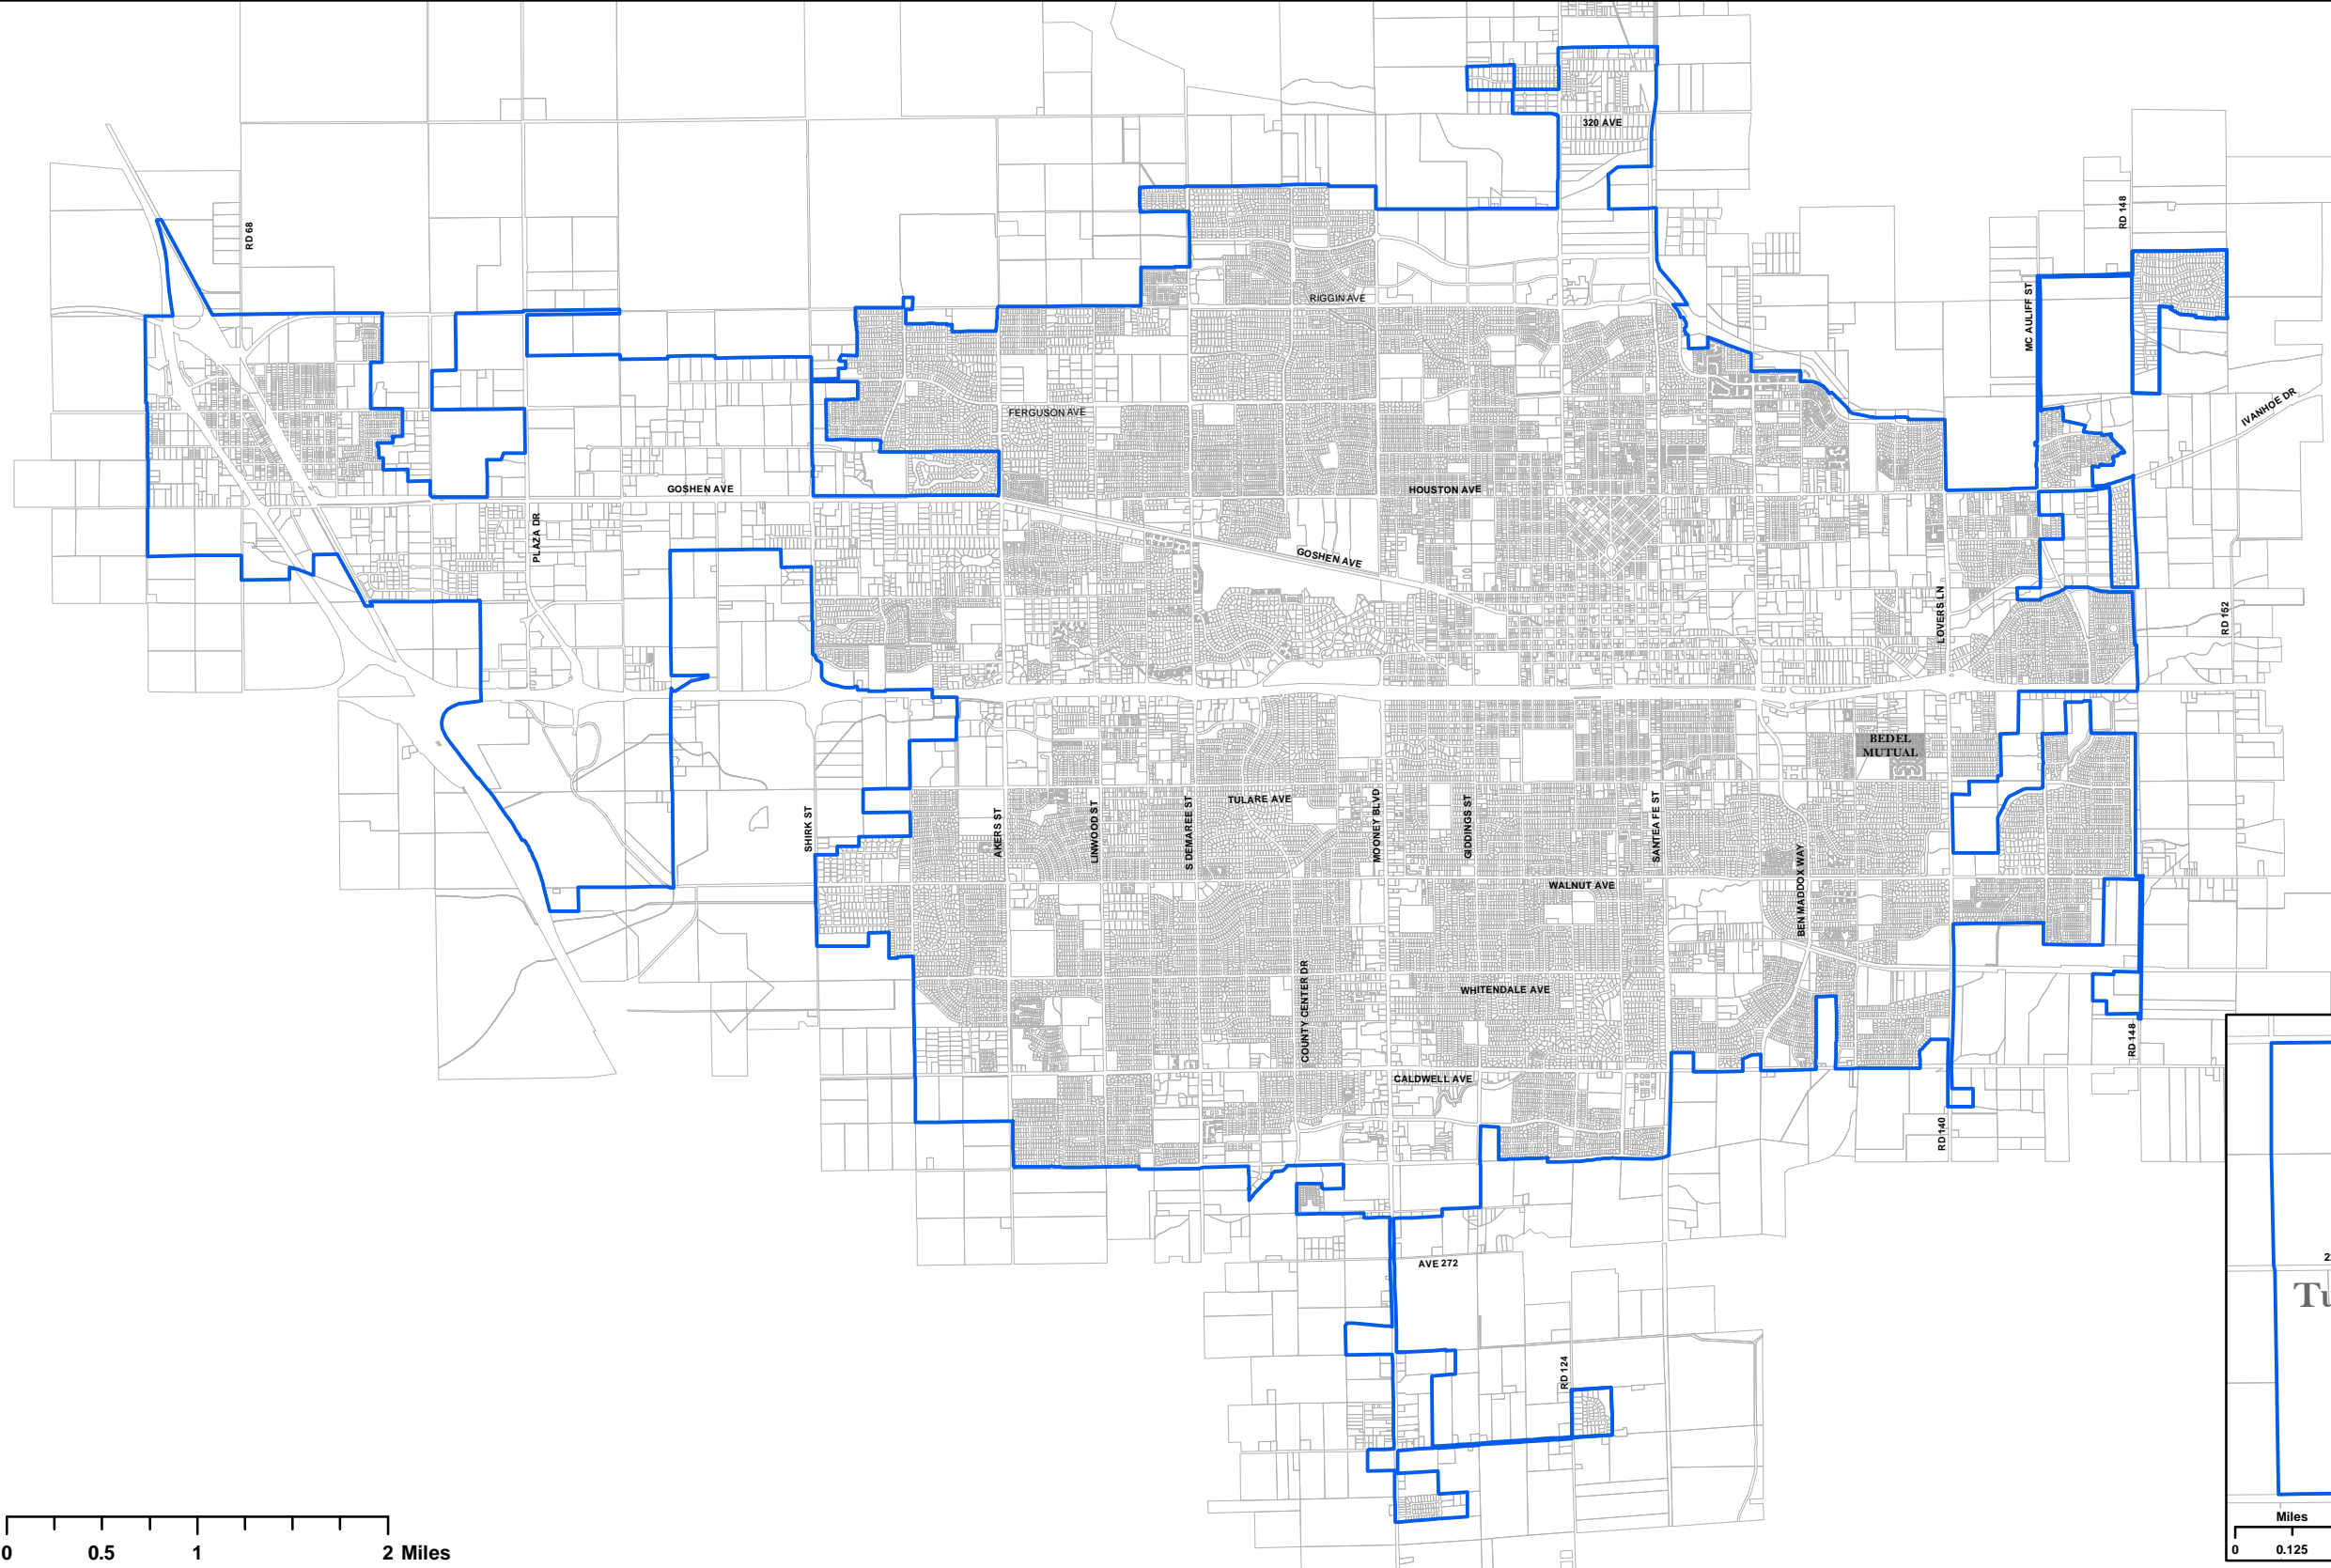 320 AVE
RD 68
RD 148
MC AULIFF ST
RIGGIN AVE
FERGUSON AVE
IVANHOE DR
GOSHEN AVE
HOUSTON AVE
PLAZA DR
GOSHEN AVE
LOVERS LN
RD 152
BEDEL
MUTUAL
SHIRK ST
AKERS ST
LINWOOD ST
S DEMAREE ST
TULARE AVE
MOONEY BLVD
GIDDINGS ST
SANTEA FE ST
BEN MADDOX WAY
WALNUT AVE
COUNTY CENTER DR
WHITENDALE AVE
RD 148
CALDWELL AVE
RD 140
AVE 272
2
Tu
RD 124
Miles
0 0.125
0 0.5 1 2 Miles